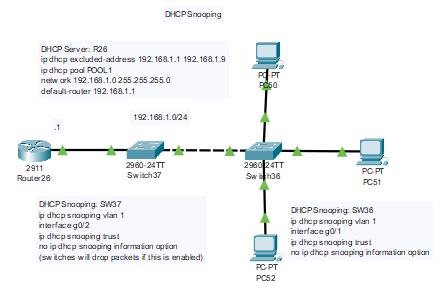 DHCP Snooping
DHCP Server: R26
ip dhcp excluded-address 192.168.1.1 192.168.1.9
ip dhcp pool POOL1
network 192.168.1.0 255.255.255.0
default-router 192.168.1.1
PC-PT
PC50
192.168.1.0/24
.1
2911
Router26
2960-24TT
Switch37
2960-24TT
Switch36
PC-PT
PC51
DHCP Snooping: SW37
ip dhcp snooping vlan 1
interface g0/2
ip dhcp snooping trust
no ip dhcp snooping information option
(switches will drop packets if this is enabled)
DHCP Snooping: SW36
ip dhcp snooping vlan 1
interface g0/1
ip dhcp snooping trust
no ip dhcp snooping information option
PC-PT
PC52